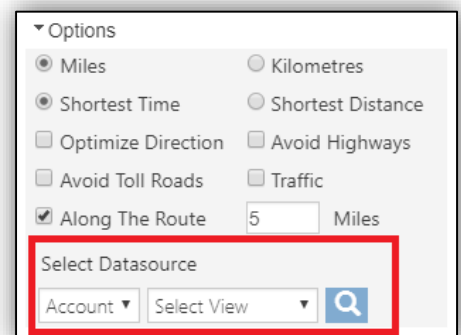 Options
Miles Kilometres
Shortest Time Shortest Distance
Optimize Direction Avoid Highways
Avoid Toll Roads Traffic
Along The Route 5 Miles
Select Datasource
Account Select View